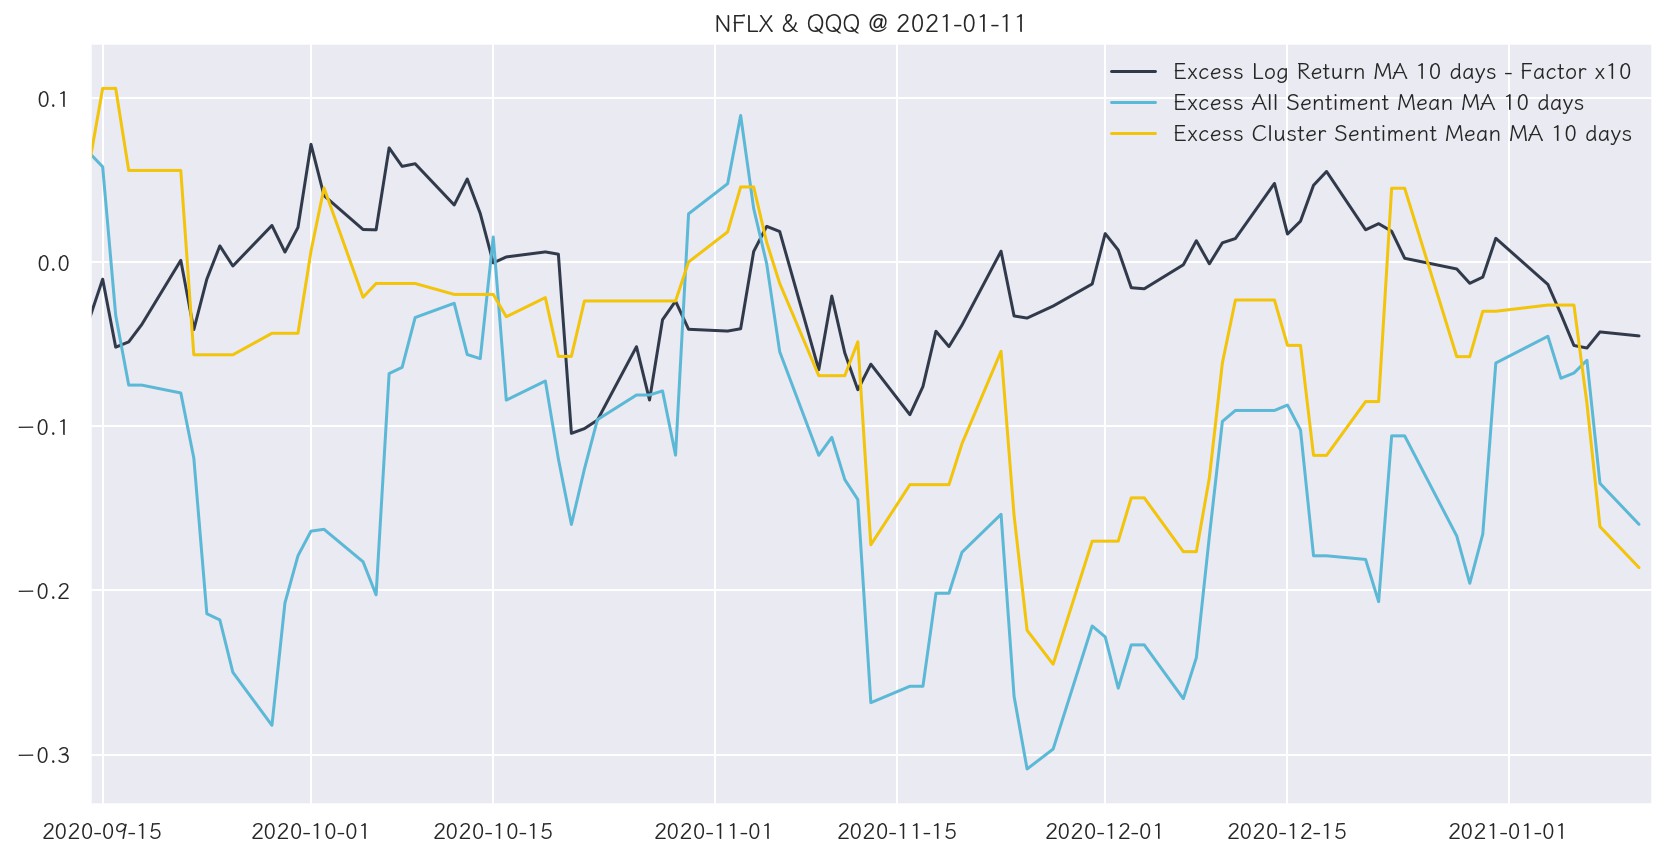 NFLX & QQQ @ 2021-01-11
Excess Log Return MA 10 days - Factor x10
Excess All Sentiment Mean MA 10 days
Excess Cluster Sentiment Mean MA 10 days
0.1
0.0
−0.1
−0.2
−0.3
2020-09-15 2020-10-01 2020-10-15 2020-11-01 2020-11-15 2020-12-01 2020-12-15 2021-01-01